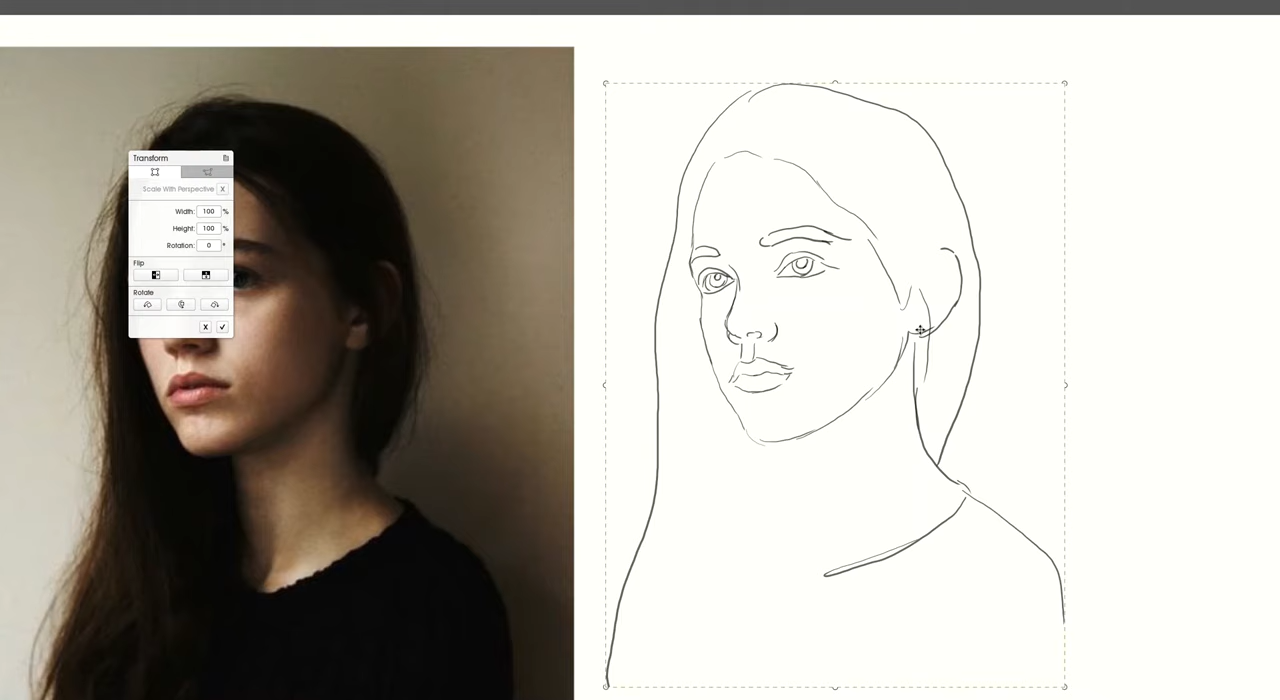 Transform
Scale With Perspective X
Width: 100 %
Height: 100 %
Rotation: 0 °
Flip
Rotate
X